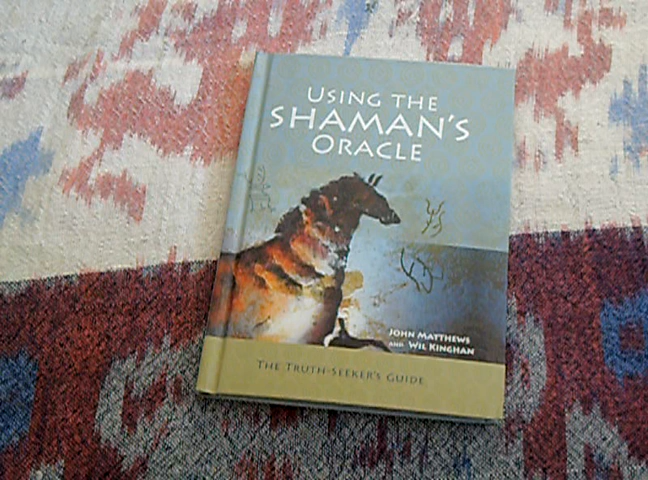 USING THE
SHAMAN'S
ORACLE
JOHN MATTHEWS
AND WIL KINGHAN
THE TRUTH-SEEKER'S GUIDE